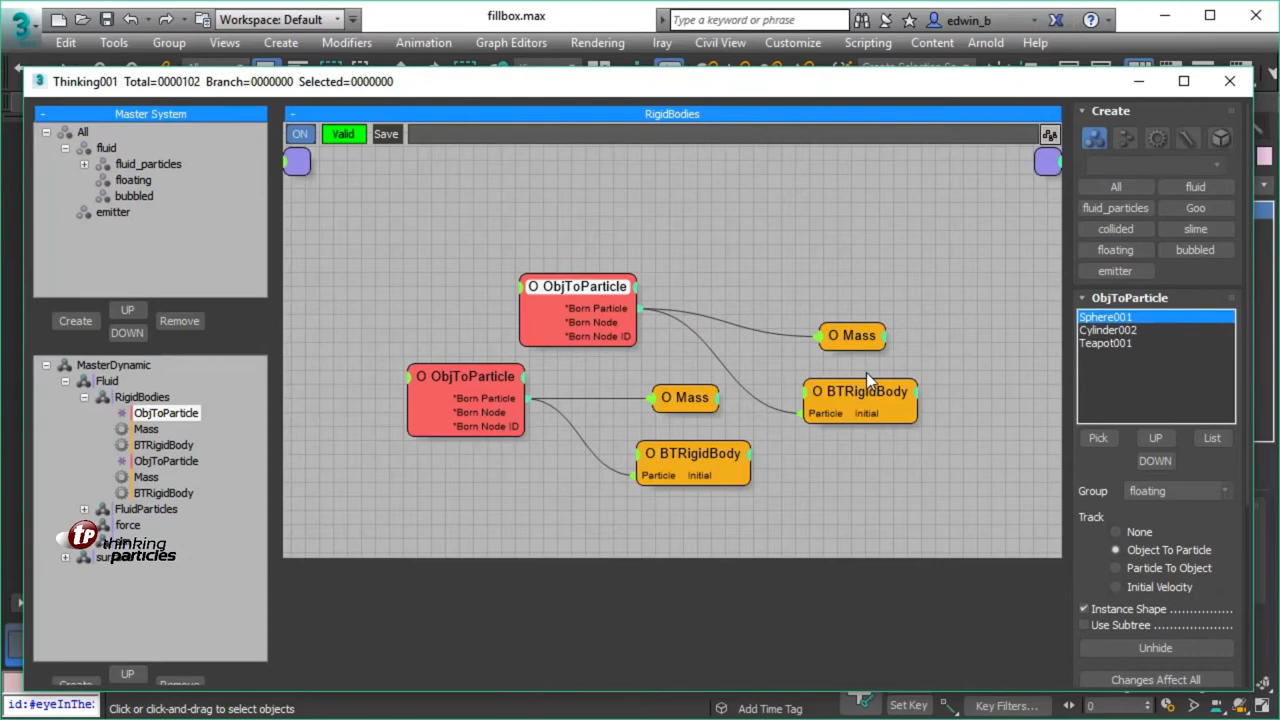 3
Workspace: Default
fillbox.max
Type a keyword or phrase
edwin_b
Edit Tools Group Views Create Modifiers Animation Graph Editors Rendering Iray Civil View Customize Scripting Content Arnold Help
3 Thinking001 Total=0000102 Branch=0000000 Selected=0000000
- Master System
All
fluid
fluid_particles
floating
bubbled
emitter
UP
Create Remove
DOWN
MasterDynamic
Fluid
RigidBodies
ObjToParticle
Mass
BTRigidBody
ObjToParticle
Mass
BTRigidBody
FluidParticles
force
tp thinking
particles
UP
- RigidBodies
ON Valid Save
O ObjToParticle
*Born Particle
*Born Node
*Born Node ID
O Mass
O BTRigidBody
Particle Initial
O ObjToParticle
*Born Particle
*Born Node
*Born Node ID
O Mass
O BTRigidBody
Particle Initial
Create
All fluid
fluid_particles Goo
collided slime
floating bubbled
emitter
ObjToParticle
Sphere001
Cylinder002
Teapot001
Pick UP List
DOWN
Group floating
Track
None
Object To Particle
Particle To Object
Initial Velocity
Instance Shape
Use Subtree
Unhide
Changes Affect All
id:#eyeInThe: Click or click-and-drag to select objects Add Time Tag Set Key Key Filters... 0